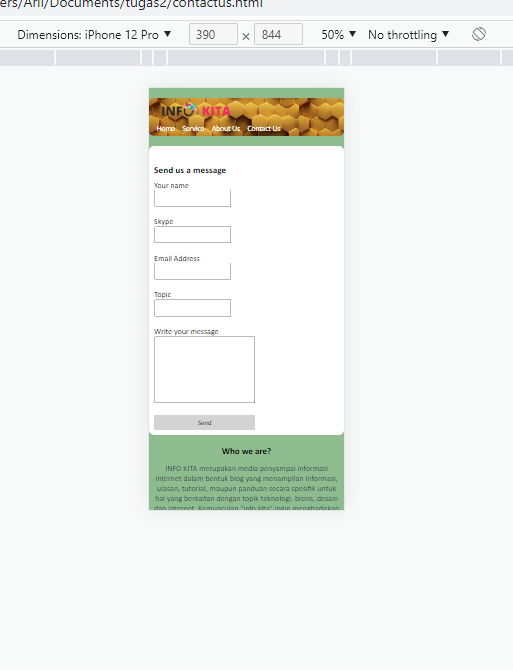 ers/Aril/Documents/tugas2/contactus.html
Dimensions: iPhone 12 Pro ▼ 390 × 844 50% ▼ No throttling ▼
INFO KITA
Home Service About Us Contact Us
Send us a message
Your name
Skype
Email Address
Topic
Write your message
Send
Who we are?
INFO KITA merupakan media penyampai informasi
internet dalam bentuk blog yang menampilan informasi,
ulasan, tutorial, maupun panduan secara spesifik untuk
hal yang berkaitan dengan topik teknologi. bisnis, desain
dan internet. Kemunculan "info kita" ingin menghadirkan